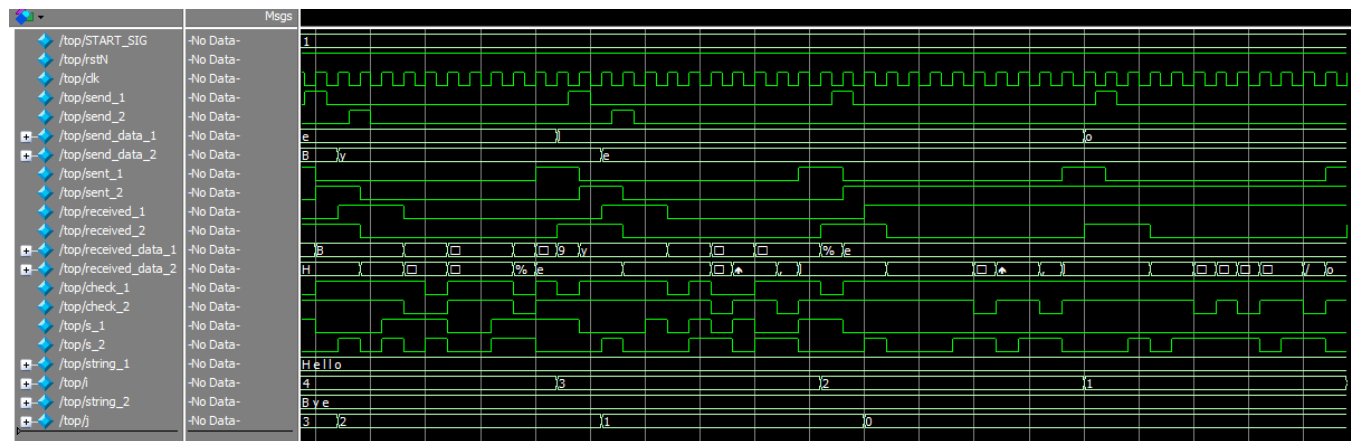 Msgs
/top/START_SIG -No Data- 1
/top/rstN -No Data-
/top/clk -No Data-
/top/send_1 -No Data-
/top/send_2 -No Data-
/top/send_data_1 -No Data- e l o
/top/send_data_2 -No Data- B y e
/top/sent_1 -No Data-
/top/sent_2 -No Data-
/top/received_1 -No Data-
/top/received_2 -No Data-
/top/received_data_1 -No Data- B □ □ 9 y □ □ % e
/top/received_data_2 -No Data- H □ □ % e □ ♠ , l □ ♠ , l □ □ □ □ / o
/top/check_1 -No Data-
/top/check_2 -No Data-
/top/s_1 -No Data-
/top/s_2 -No Data-
/top/string_1 -No Data- H e l l o
/top/i -No Data- 4 3 2 1
/top/string_2 -No Data- B y e
/top/j -No Data- 3 2 1 0